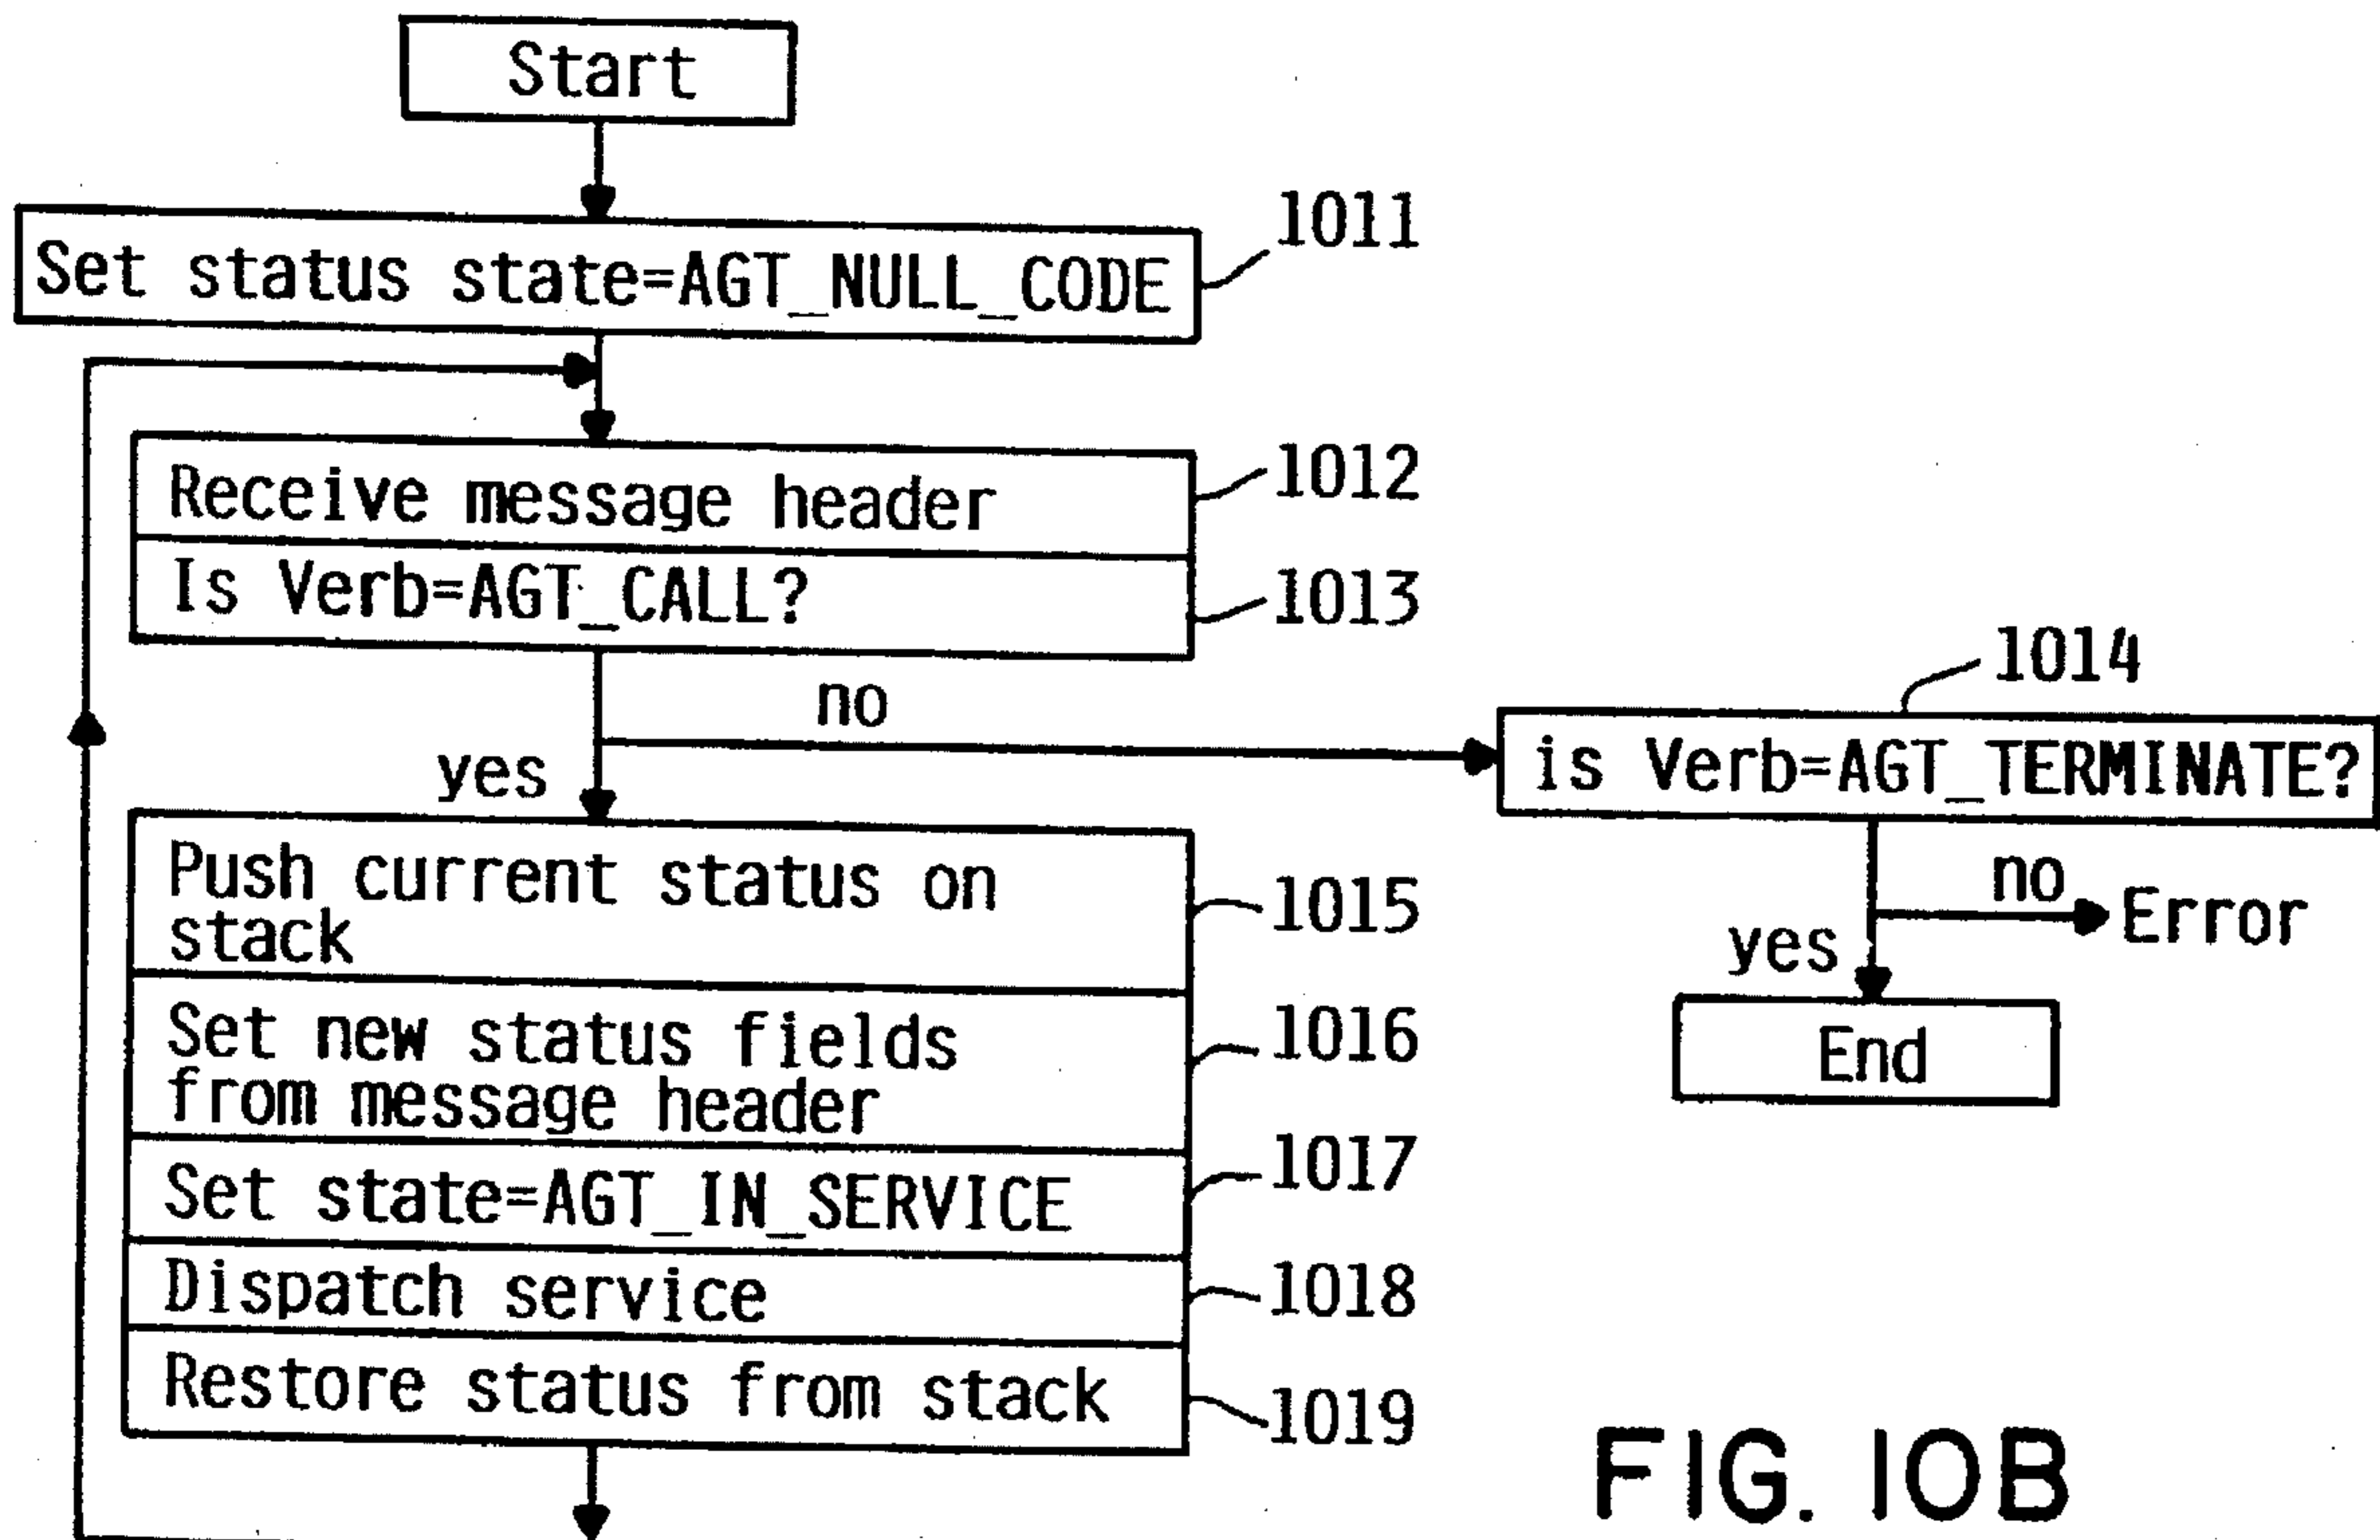 Start
1011
Set status state=AGT_NULL_CODE
Receive message header
1012
Is Verb=AGT_CALL?
1013
no
yes
1014
is Verb=AGT_TERMINATE?
no
Error
yes
End
Push current status on
stack
1015
Set new status fields
from message header
1016
Set state=AGT_IN_SERVICE
1017
Dispatch service
1018
Restore status from stack
1019
FIG. 10B